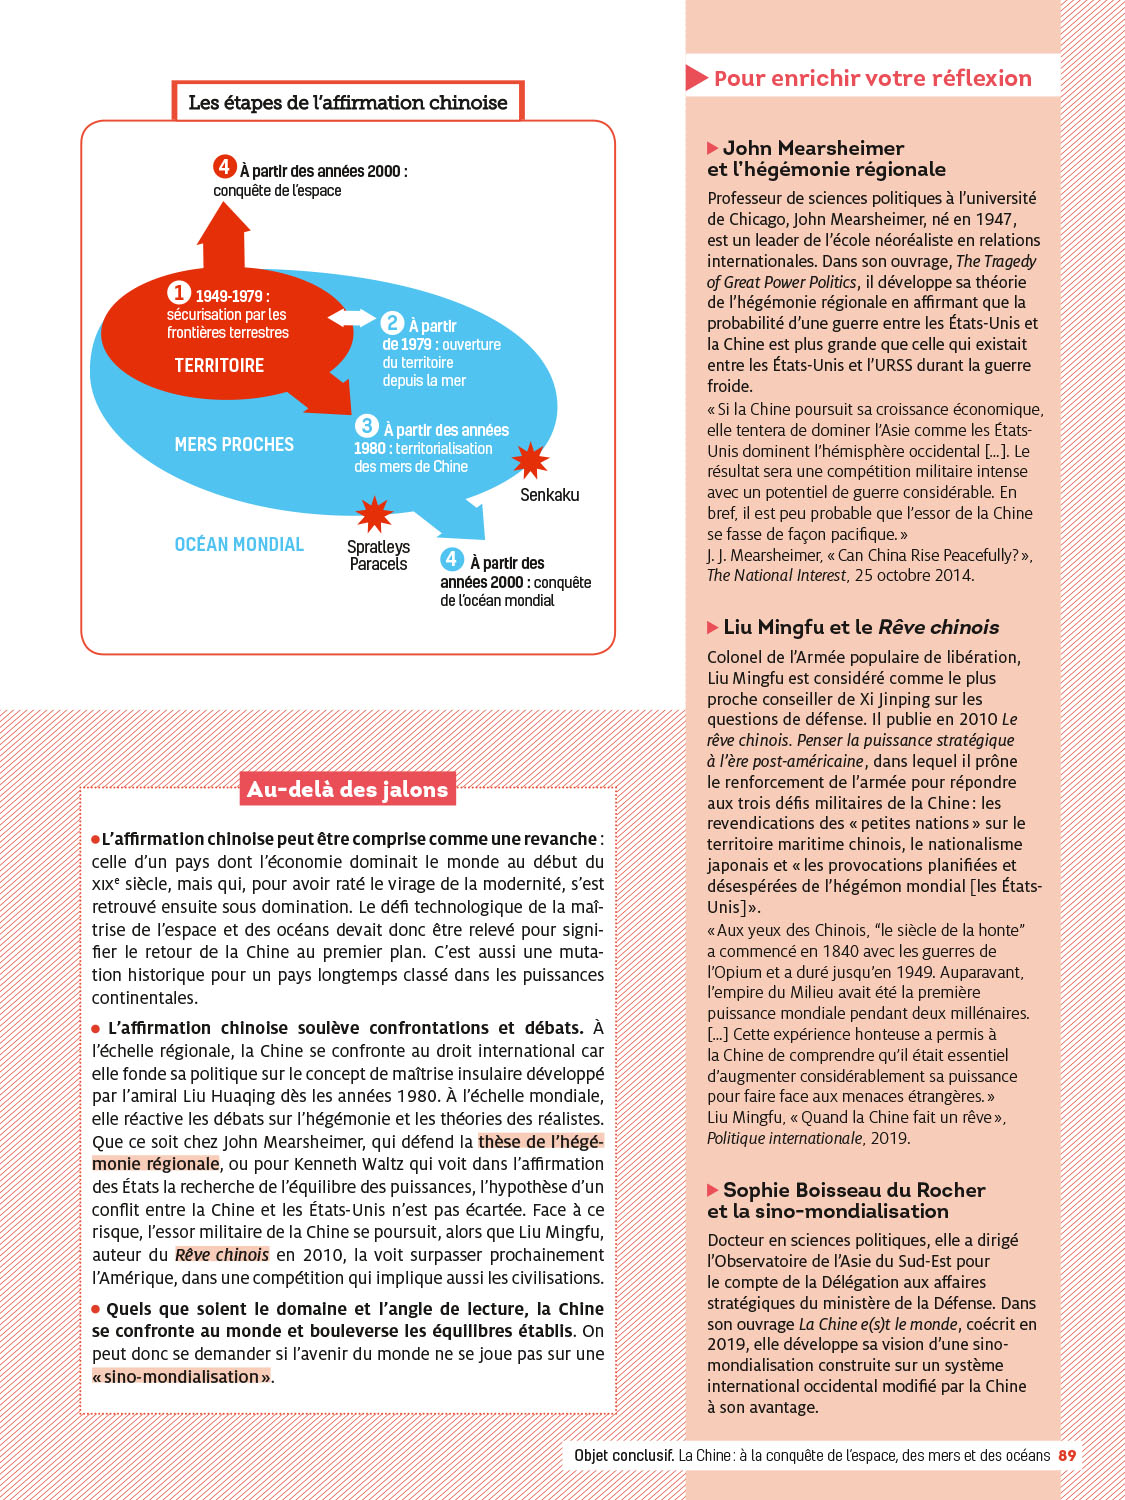 Les étapes de l'affirmation chinoise
4 À partir des années 2000 :
conquête de l'espace
1 1949-1979 :
sécurisation par les
frontières terrestres
TERRITOIRE
2 À partir
de 1979 : ouverture
du territoire
depuis la mer
3 À partir des années
1980 : territorialisation
des mers de Chine
MERS PROCHES
Senkaku
OCÉAN MONDIAL
Spratleys
Paracels
4 À partir des
années 2000 : conquête
de l'océan mondial
Au-delà des jalons
● L'affirmation chinoise peut être comprise comme une revanche :
celle d'un pays dont l'économie dominait le monde au début du
XIXe siècle, mais qui, pour avoir raté le virage de la modernité, s'est
retrouvé ensuite sous domination. Le défi technologique de la maî-
trise de l'espace et des océans devait donc être relevé pour signi-
fier le retour de la Chine au premier plan. C'est aussi une muta-
tion historique pour un pays longtemps classé dans les puissances
continentales.
● L'affirmation chinoise soulève confrontations et débats. À
l'échelle régionale, la Chine se confronte au droit international car
elle fonde sa politique sur le concept de maîtrise insulaire développé
par l'amiral Liu Huaqing dès les années 1980. À l'échelle mondiale,
elle réactive les débats sur l'hégémonie et les théories des réalistes.
Que ce soit chez John Mearsheimer, qui défend la thèse de l'hégé-
monie régionale, ou pour Kenneth Waltz qui voit dans l'affirmation
des États la recherche de l'équilibre des puissances, l'hypothèse d'un
conflit entre la Chine et les États-Unis n'est pas écartée. Face à ce
risque, l'essor militaire de la Chine se poursuit, alors que Liu Mingfu,
auteur du Rêve chinois en 2010, la voit surpasser prochainement
l'Amérique, dans une compétition qui implique aussi les civilisations.
● Quels que soient le domaine et l'angle de lecture, la Chine
se confronte au monde et bouleverse les équilibres établis. On
peut donc se demander si l'avenir du monde ne se joue pas sur une
« sino-mondialisation ».
Pour enrichir votre réflexion
John Mearsheimer
et l'hégémonie régionale
Professeur de sciences politiques à l'université
de Chicago, John Mearsheimer, né en 1947,
est un leader de l'école néoréaliste en relations
internationales. Dans son ouvrage, The Tragedy
of Great Power Politics, il développe sa théorie
de l'hégémonie régionale en affirmant que la
probabilité d'une guerre entre les États-Unis et
la Chine est plus grande que celle qui existait
entre les États-Unis et l'URSS durant la guerre
froide.
« Si la Chine poursuit sa croissance économique,
elle tentera de dominer l'Asie comme les États-
Unis dominent l'hémisphère occidental [...]. Le
résultat sera une compétition militaire intense
avec un potentiel de guerre considérable. En
bref, il est peu probable que l'essor de la Chine
se fasse de façon pacifique. »
J. J. Mearsheimer, « Can China Rise Peacefully? »,
The National Interest, 25 octobre 2014.
Liu Mingfu et le Rêve chinois
Colonel de l'Armée populaire de libération,
Liu Mingfu est considéré comme le plus
proche conseiller de Xi Jinping sur les
questions de défense. Il publie en 2010 Le
rêve chinois. Penser la puissance stratégique
à l'ère post-américaine, dans lequel il prône
le renforcement de l'armée pour répondre
aux trois défis militaires de la Chine : les
revendications des « petites nations » sur le
territoire maritime chinois, le nationalisme
japonais et « les provocations planifiées et
désespérées de l'hégémon mondial [les États-
Unis] ».
« Aux yeux des Chinois, “le siècle de la honte”
a commencé en 1840 avec les guerres de
l'Opium et a duré jusqu'en 1949. Auparavant,
l'empire du Milieu avait été la première
puissance mondiale pendant deux millénaires.
[...] Cette expérience honteuse a permis à
la Chine de comprendre qu'il était essentiel
d'augmenter considérablement sa puissance
pour faire face aux menaces étrangères. »
Liu Mingfu, « Quand la Chine fait un rêve »,
Politique internationale, 2019.
Sophie Boisseau du Rocher
et la sino-mondialisation
Docteur en sciences politiques, elle a dirigé
l'Observatoire de l'Asie du Sud-Est pour
le compte de la Délégation aux affaires
stratégiques du ministère de la Défense. Dans
son ouvrage La Chine e(s)t le monde, coécrit en
2019, elle développe sa vision d'une sino-
mondialisation construite sur un système
international occidental modifié par la Chine
à son avantage.
Objet conclusif. La Chine : à la conquête de l'espace, des mers et des océans 89